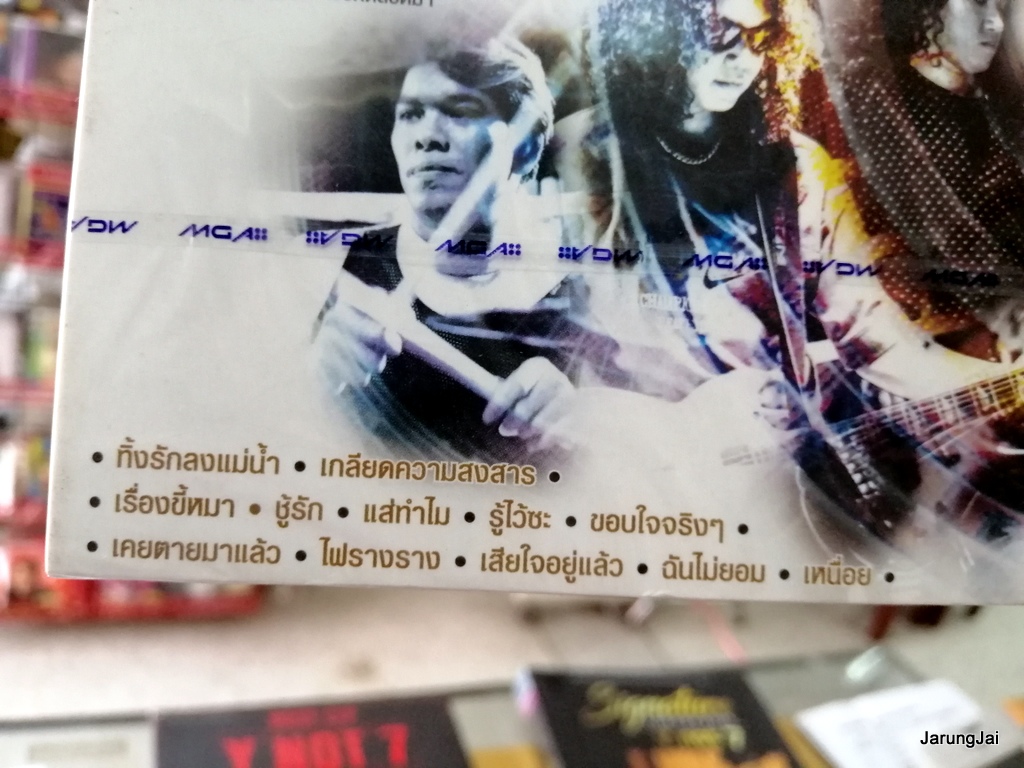 MGA MGA MGA MGA
• ทิ้งรักลงแม่น้ำ • เกลียดความสงสาร •
• เรื่องขี้หมา • ชู้รัก • แส่ทำไม • รู้ไว้ซะ • ขอบใจจริงๆ •
• เคยตายมาแล้ว • ไฟรางราง • เสียใจอยู่แล้ว • ฉันไม่ยอม • เหนื่อย •
Signature
Y NOT 7
JarungJai